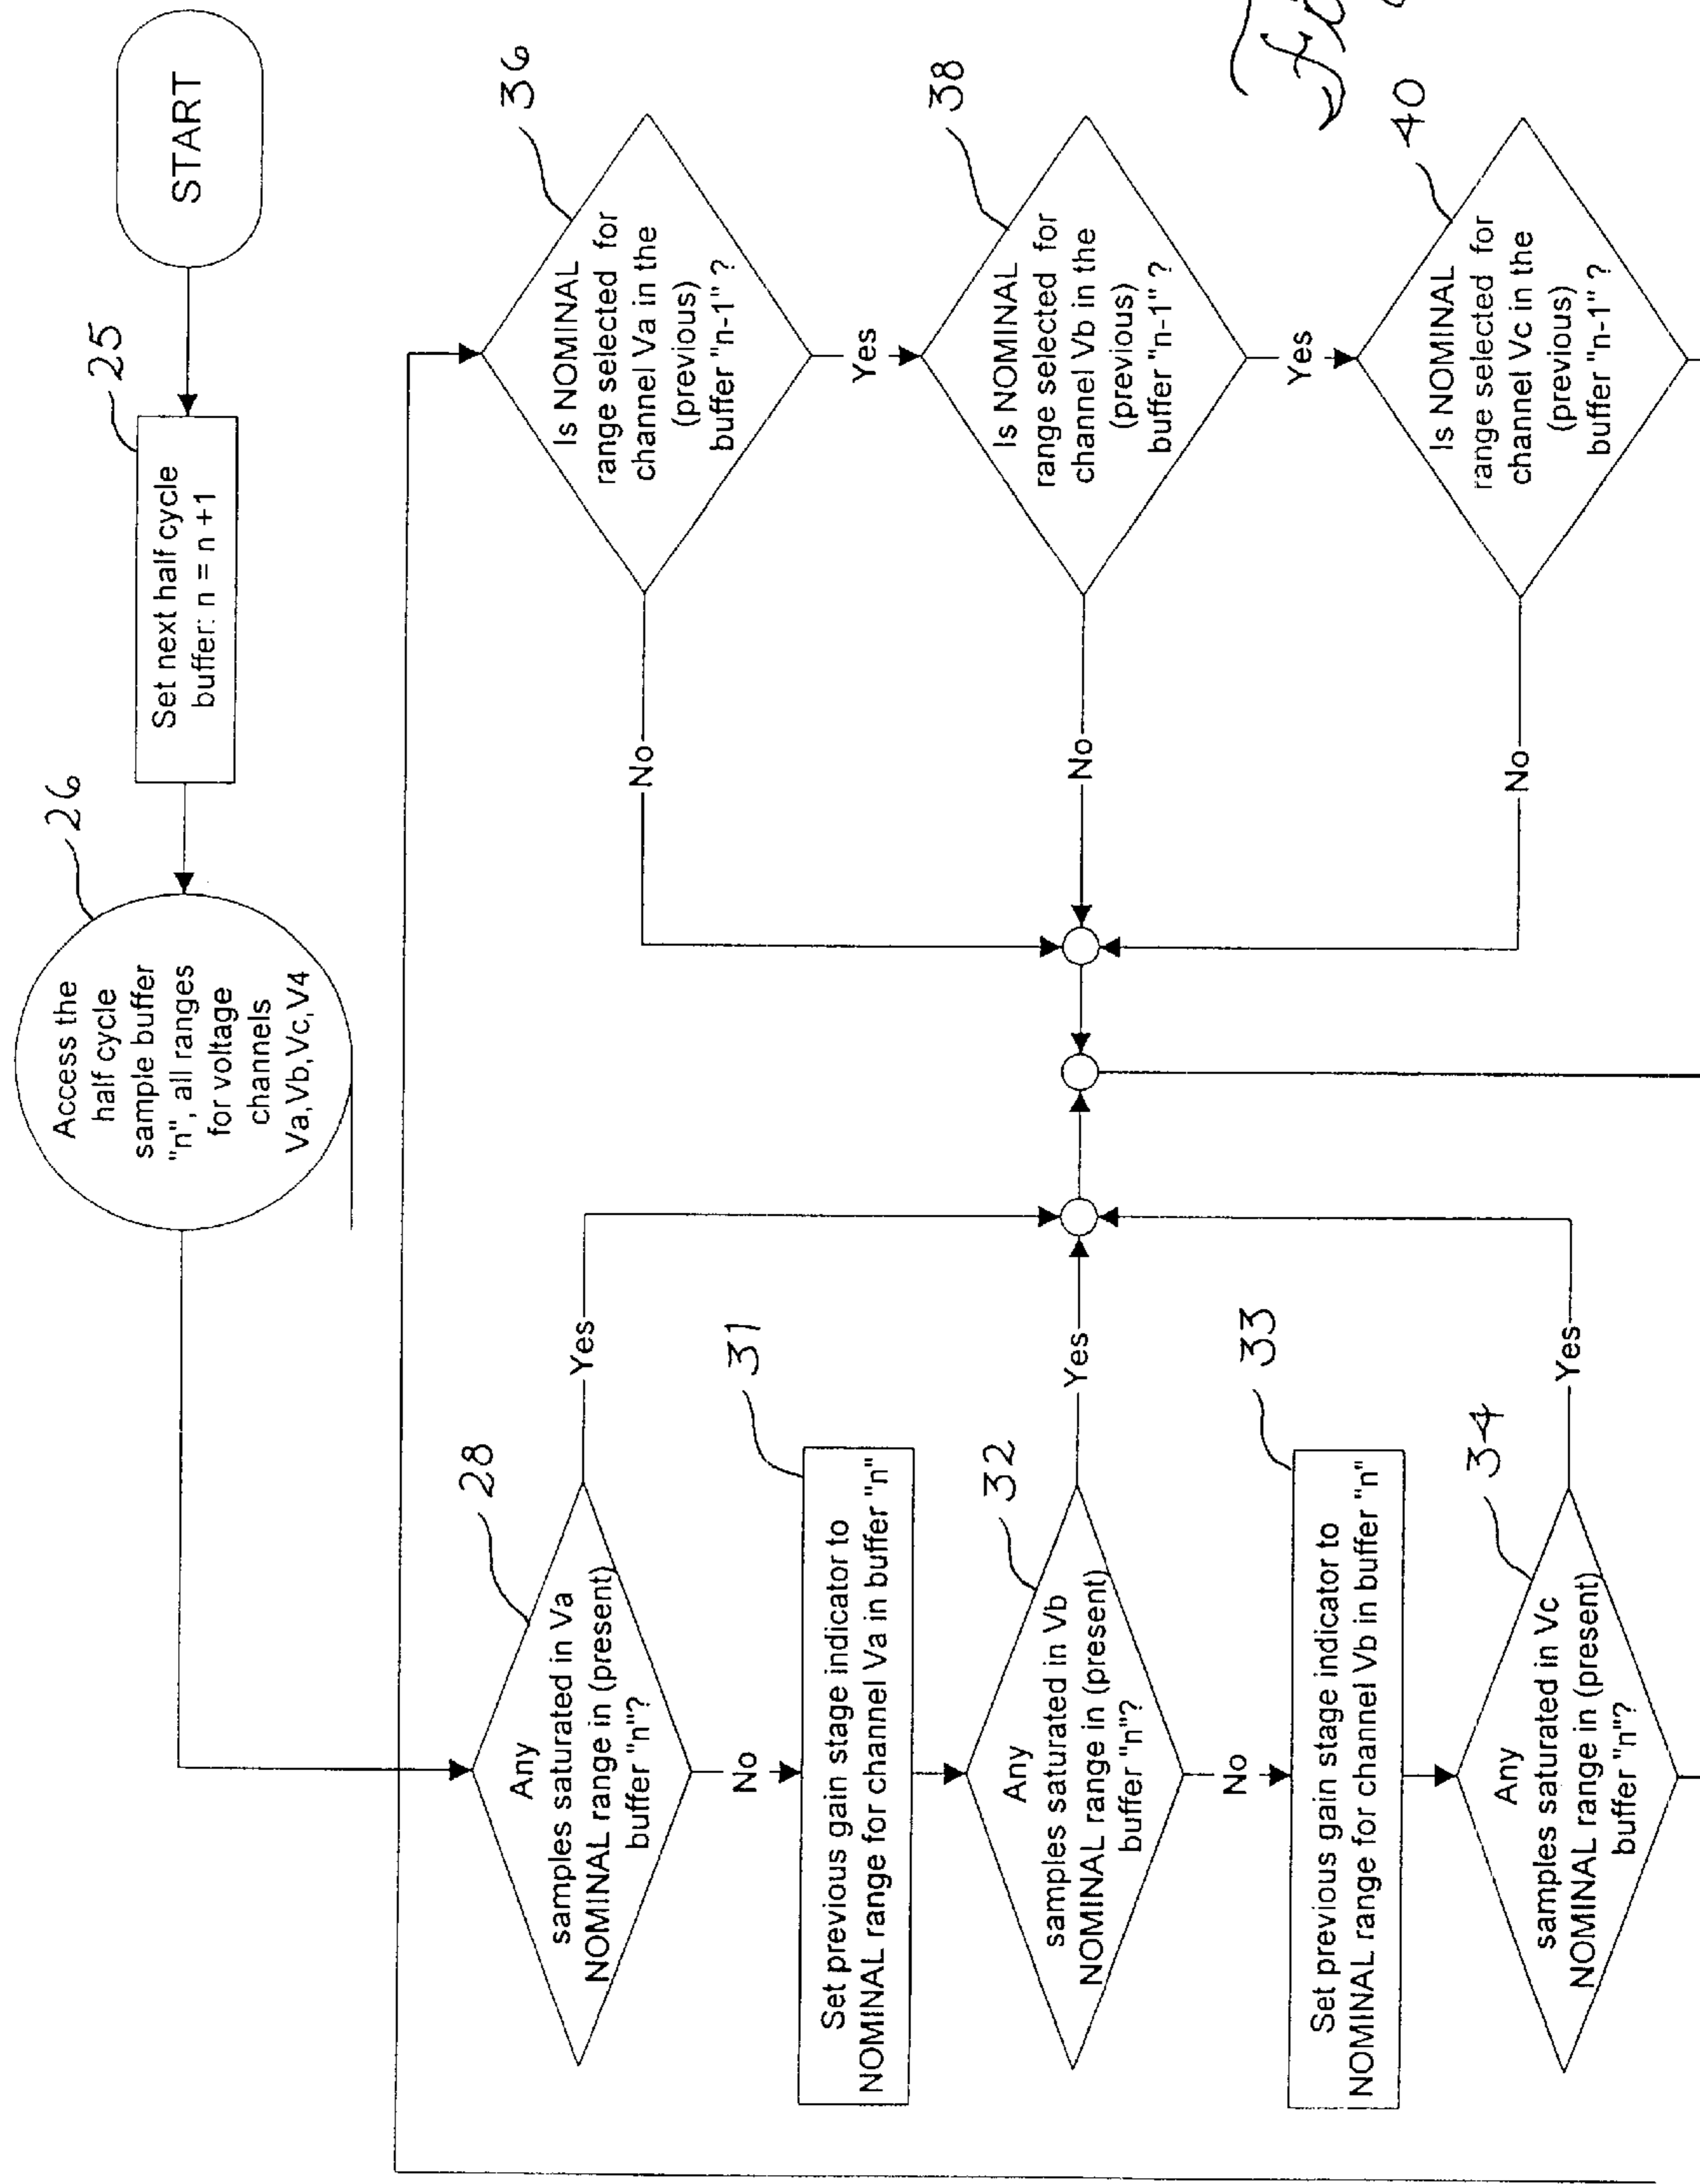 START
25
Set next half cycle
buffer: n = n +1
26
Access the
half cycle
sample buffer
"n", all ranges
for voltage
channels
Va,Vb,Vc,V4
28
Any
samples saturated in Va
NOMINAL range in (present)
buffer "n"?
Yes
No
31
Set previous gain stage indicator to
NOMINAL range for channel Va in buffer "n"
32
Any
samples saturated in Vb
NOMINAL range in (present)
buffer "n"?
Yes
No
33
Set previous gain stage indicator to
NOMINAL range for channel Vb in buffer "n"
34
Any
samples saturated in Vc
NOMINAL range in (present)
buffer "n"?
Yes
36
Is NOMINAL
range selected for
channel Va in the
(previous)
buffer "n-1" ?
No
Yes
38
Is NOMINAL
range selected for
channel Vb in the
(previous)
buffer "n-1" ?
No
Yes
40
Is NOMINAL
range selected for
channel Vc in the
(previous)
buffer "n-1" ?
No